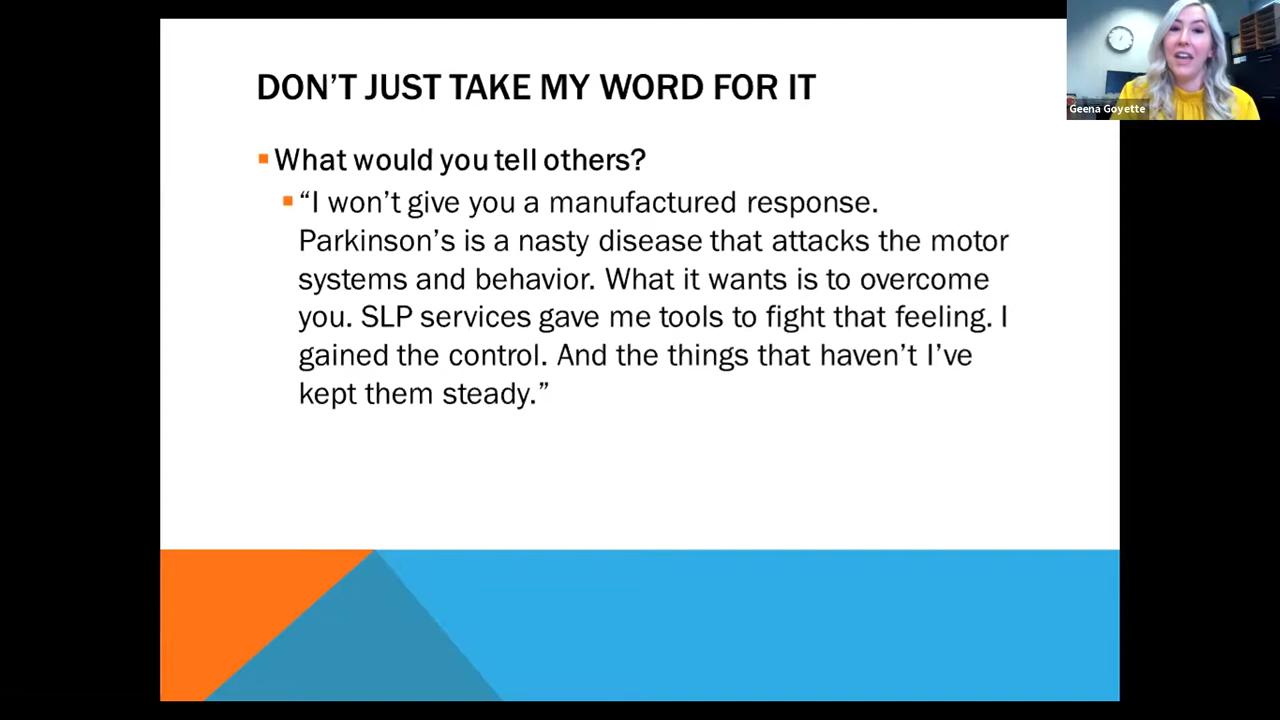 DON’T JUST TAKE MY WORD FOR IT
What would you tell others?
“I won’t give you a manufactured response.
Parkinson’s is a nasty disease that attacks the motor
systems and behavior. What it wants is to overcome
you. SLP services gave me tools to fight that feeling. I
gained the control. And the things that haven’t I’ve
kept them steady.”
Geena Goyette